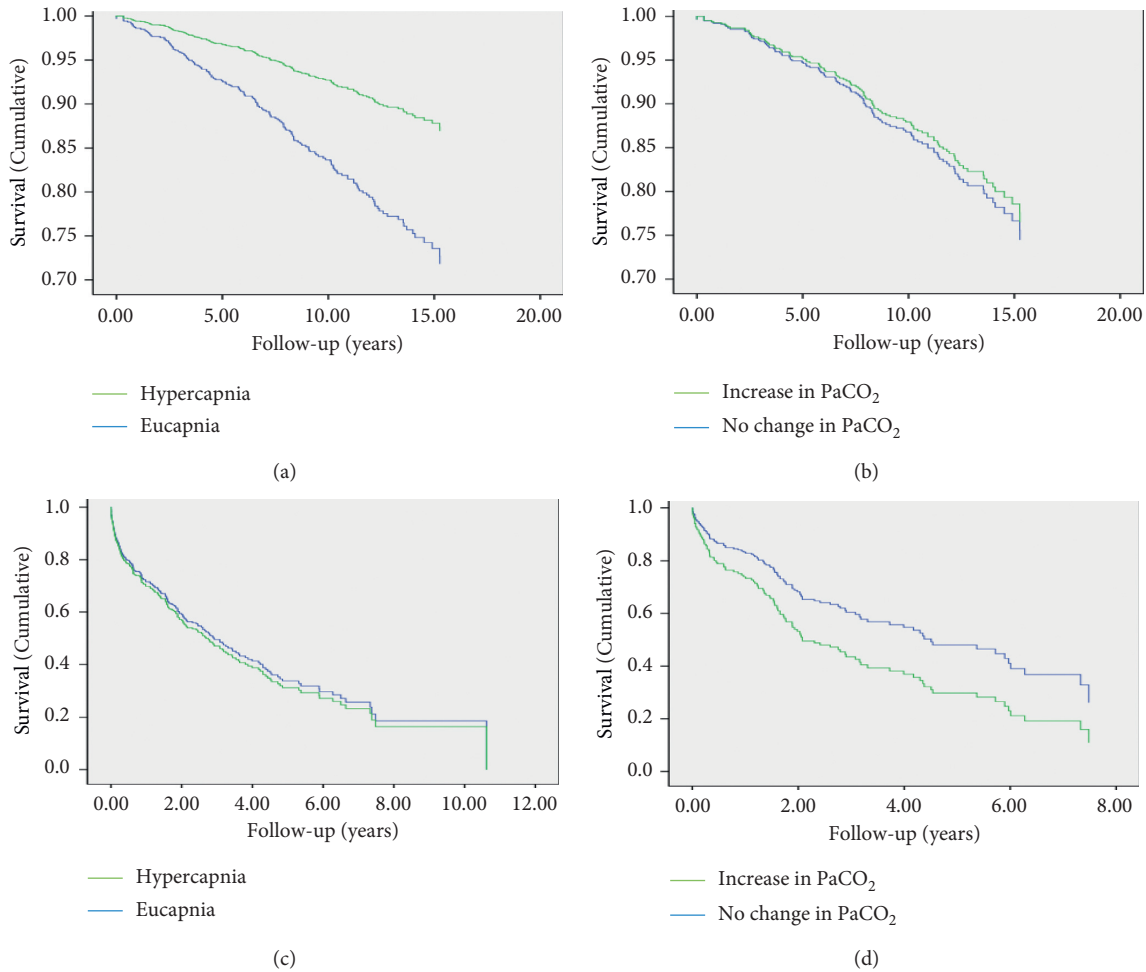 1.00
0.95
0.90
0.85
0.80
0.75
0.70
Survival (Cumulative)
0.00 5.00 10.00 15.00 20.00
Follow-up (years)
Hypercapnia
Eucapnia
(a)
1.00
0.95
0.90
0.85
0.80
0.75
0.70
Survival (Cumulative)
0.00 5.00 10.00 15.00 20.00
Follow-up (years)
Increase in PaCO₂
No change in PaCO₂
(b)
1.0
0.8
0.6
0.4
0.2
0.0
Survival (Cumulative)
0.00 2.00 4.00 6.00 8.00 10.00 12.00
Follow-up (years)
Hypercapnia
Eucapnia
(c)
1.0
0.8
0.6
0.4
0.2
0.0
Survival (Cumulative)
0.00 2.00 4.00 6.00 8.00
Follow-up (years)
Increase in PaCO₂
No change in PaCO₂
(d)